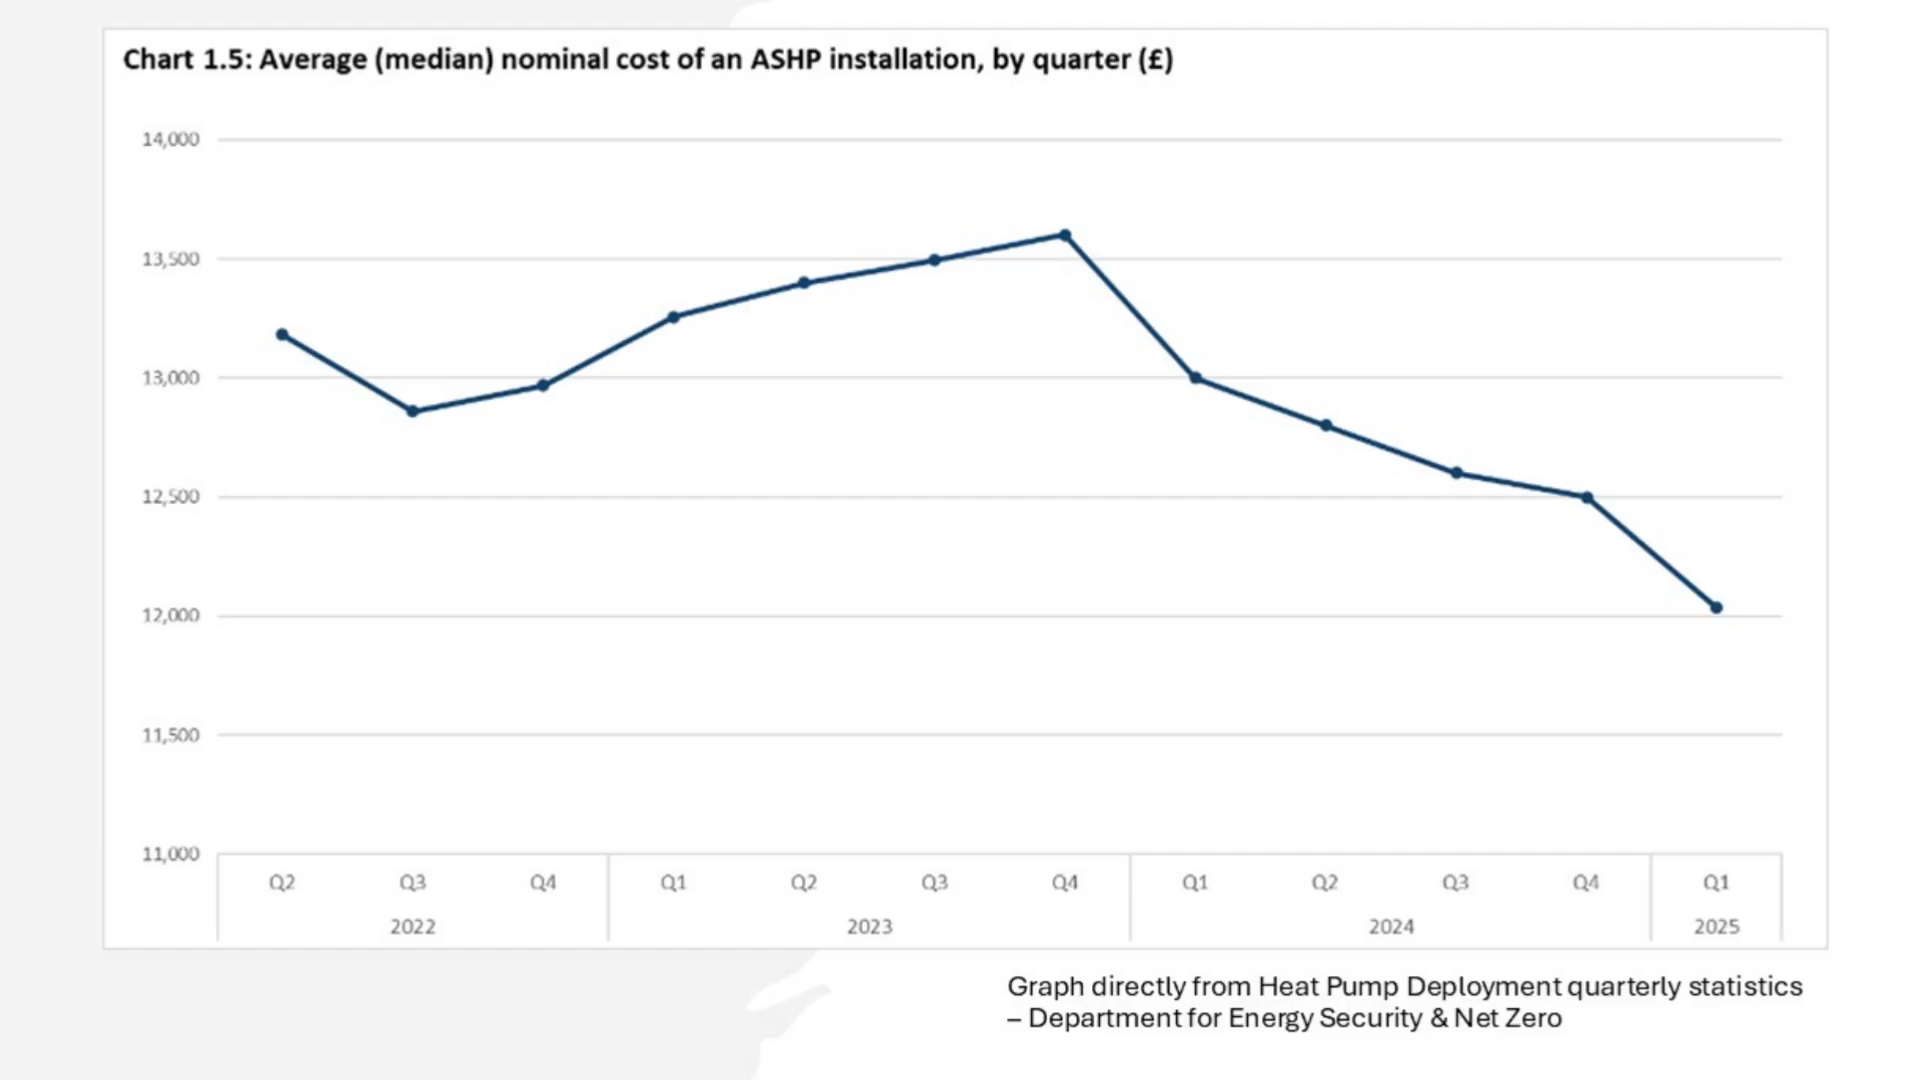 Chart 1.5: Average (median) nominal cost of an ASHP installation, by quarter (£)
14,000
13,500
13,000
12,500
12,000
11,500
11,000
Q2 Q3 Q4 Q1 Q2 Q3 Q4 Q1 Q2 Q3 Q4 Q1
2022 2023 2024 2025
Graph directly from Heat Pump Deployment quarterly statistics
– Department for Energy Security & Net Zero